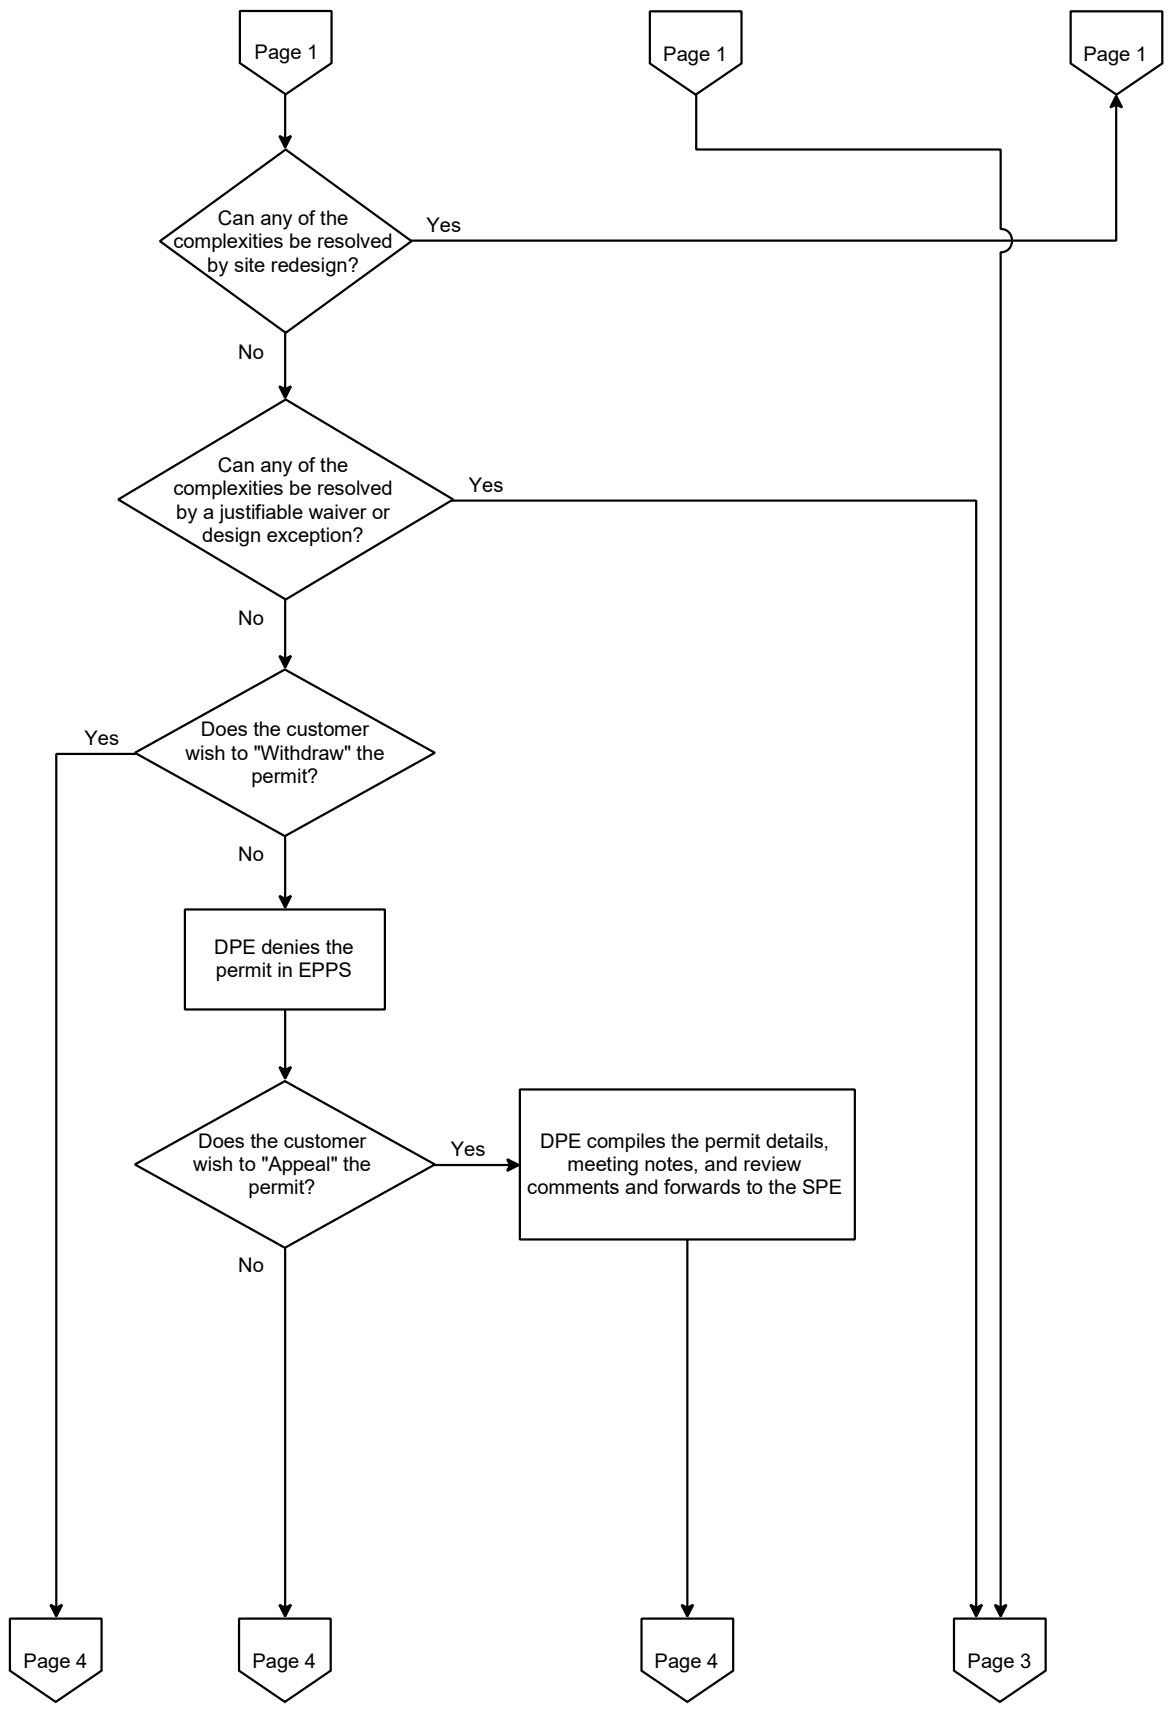 Page 1
Page 1
Page 1
Can any of the
complexities be resolved
by site redesign?
Yes
No
Can any of the
complexities be resolved
by a justifiable waiver or
design exception?
Yes
No
Does the customer
wish to "Withdraw" the
permit?
Yes
No
DPE denies the
permit in EPPS
Does the customer
wish to "Appeal" the
permit?
Yes
DPE compiles the permit details,
meeting notes, and review
comments and forwards to the SPE
No
Page 4
Page 4
Page 4
Page 3